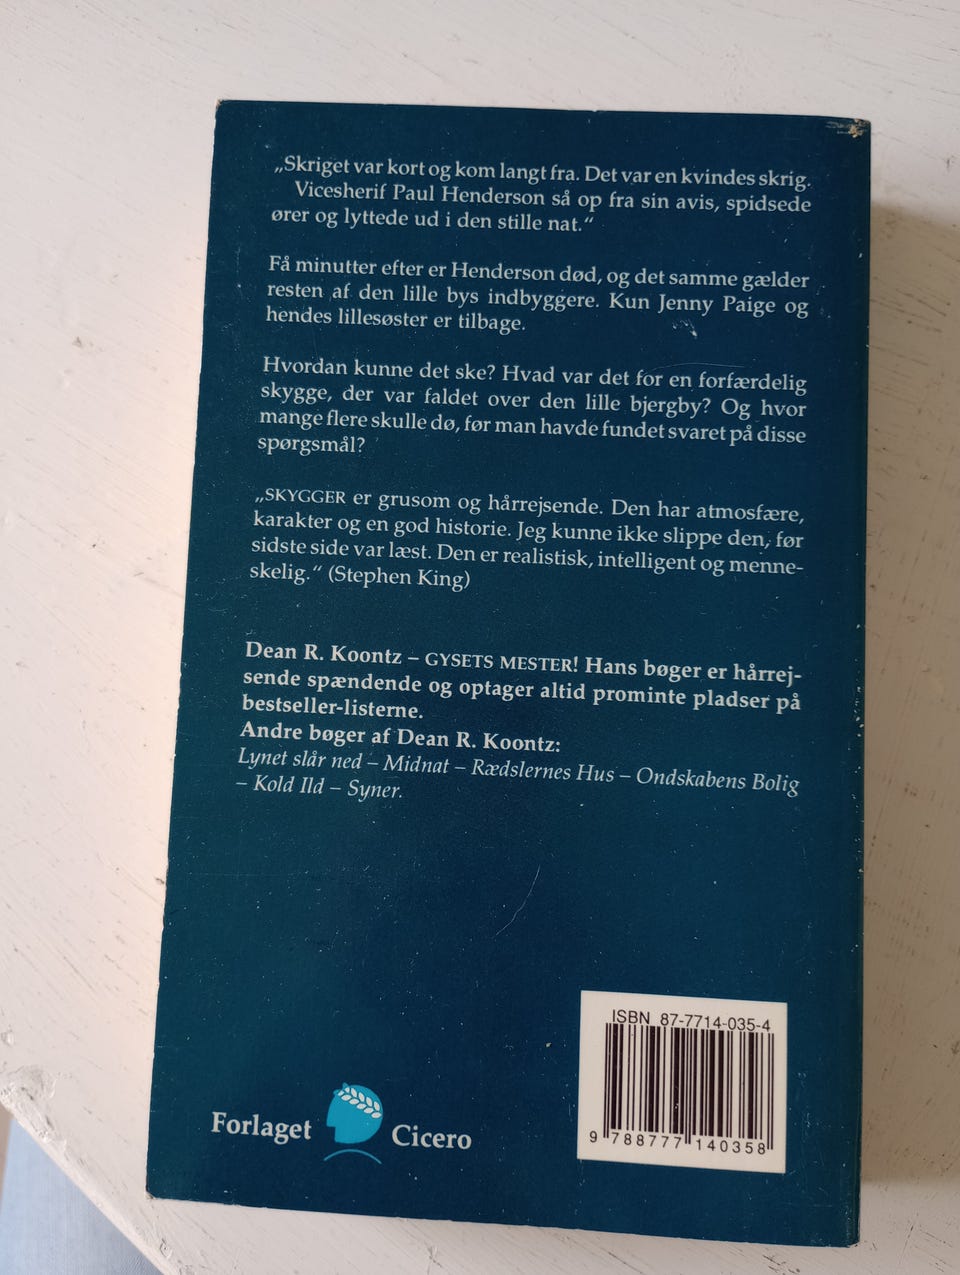 „Skriget var kort og kom langt fra. Det var en kvindes skrig.
Vicesherif Paul Henderson så op fra sin avis, spidsede
ører og lyttede ud i den stille nat.“
Få minutter efter er Henderson død, og det samme gælder
resten af den lille bys indbyggere. Kun Jenny Paige og
hendes lillesøster er tilbage.
Hvordan kunne det ske? Hvad var det for en forfærdelig
skygge, der var faldet over den lille bjergby? Og hvor
mange flere skulle dø, før man havde fundet svaret på disse
spørgsmål?
„SKYGGER er grusom og hårrejsende. Den har atmosfære,
karakter og en god historie. Jeg kunne ikke slippe den, før
sidste side var læst. Den er realistisk, intelligent og menne-
skelig.“ (Stephen King)
Dean R. Koontz – GYSETS MESTER! Hans bøger er hårrej-
sende spændende og optager altid prominte pladser på
bestseller-listerne.
Andre bøger af Dean R. Koontz:
Lynet slår ned – Midnat – Rædslernes Hus – Ondskabens Bolig
– Kold Ild – Syner.
ISBN 87-7714-035-4
9 788777 140358
Forlaget Cicero